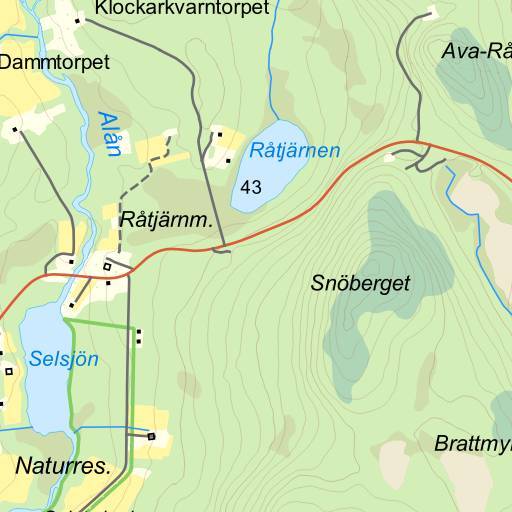 Klockarkvarntorpet
Dammtorpet
Ava-Rå
Alån
Råtjärnen
43
Råtjärnm.
Snöberget
Selsjön
Brattmy
Naturres.